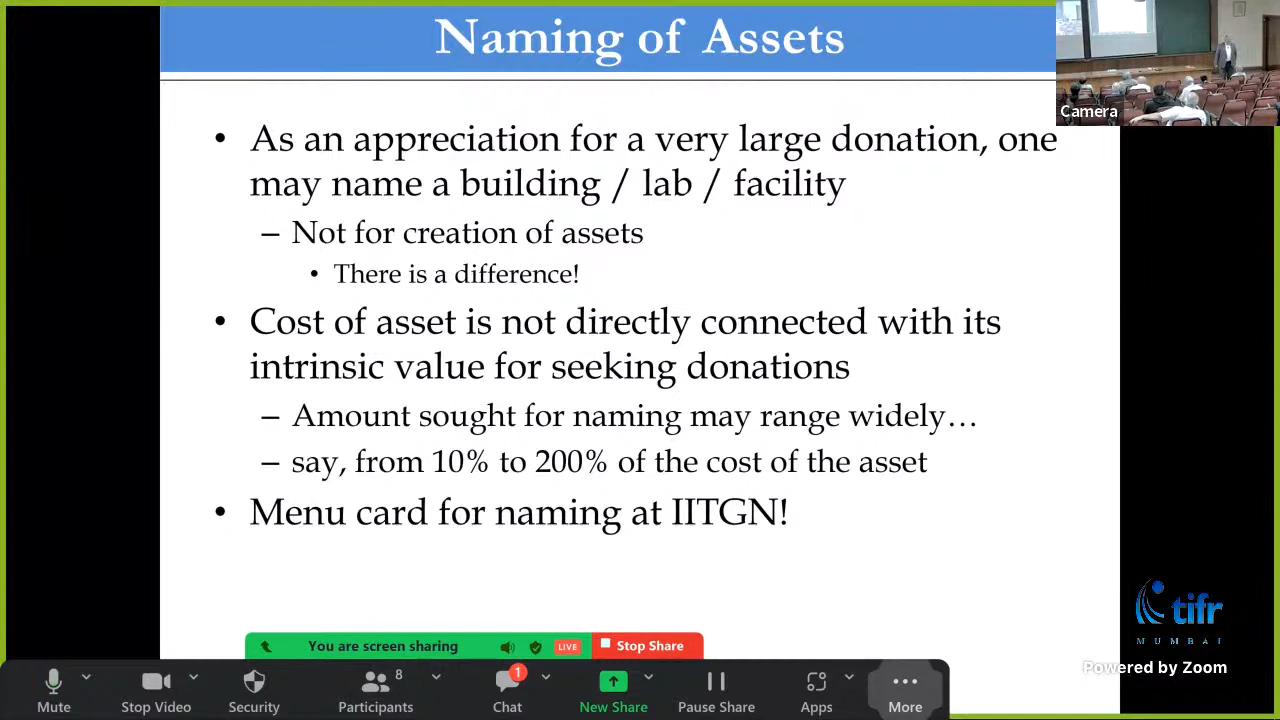 Naming of Assets
Camera
• As an appreciation for a very large donation, one
may name a building / lab / facility
– Not for creation of assets
• There is a difference!
• Cost of asset is not directly connected with its
intrinsic value for seeking donations
– Amount sought for naming may range widely…
– say, from 10% to 200% of the cost of the asset
• Menu card for naming at IITGN!
tifr
MUMBAI
Powered by Zoom
You are screen sharing
LIVE
Stop Share
8
1
Mute
Stop Video
Security
Participants
Chat
New Share
Pause Share
Apps
More